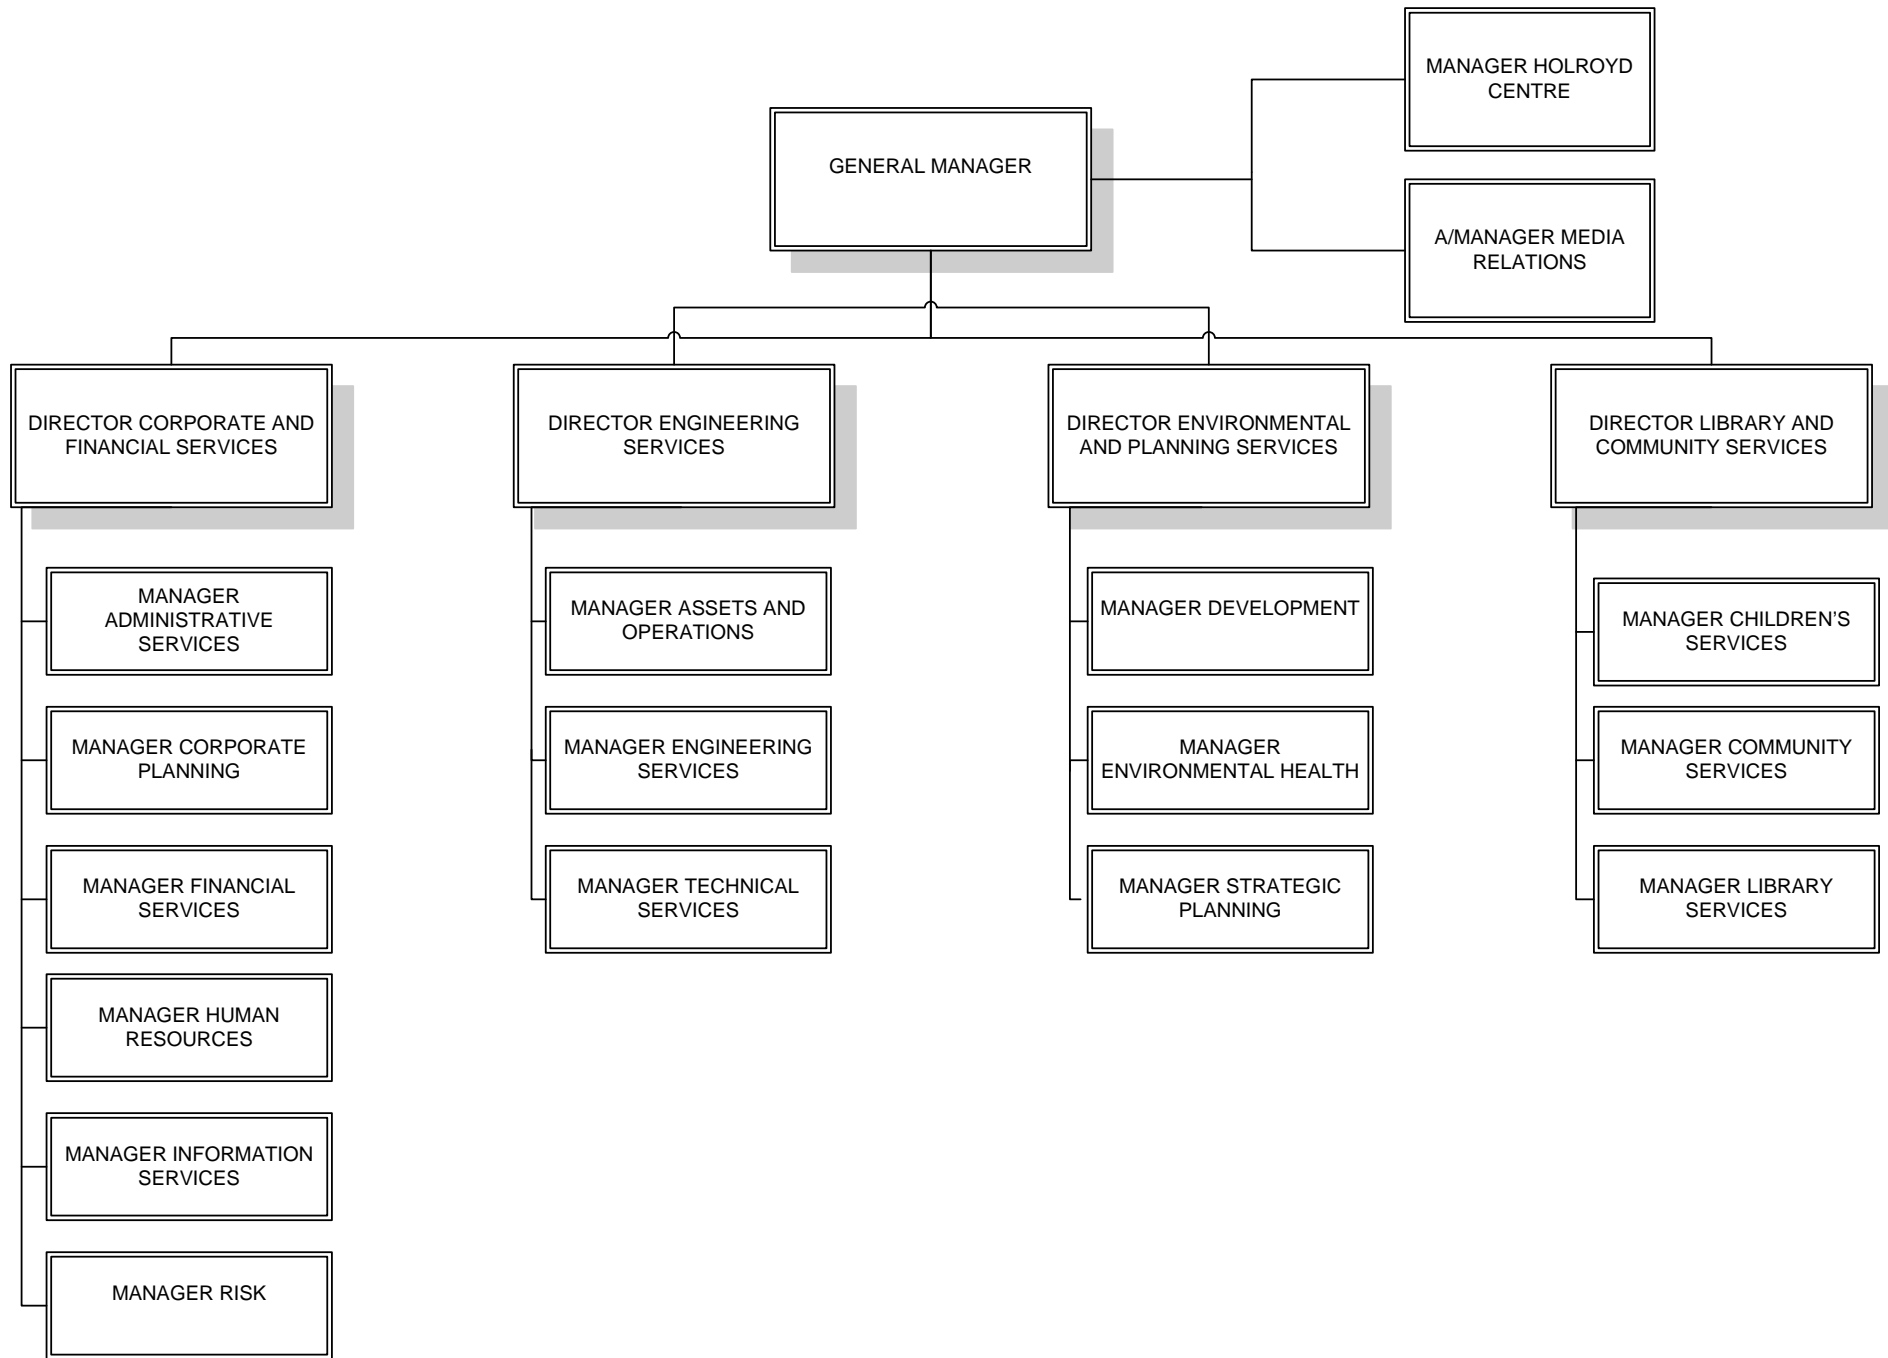 MANAGER HOLROYD
CENTRE
GENERAL MANAGER
A/MANAGER MEDIA
RELATIONS
DIRECTOR CORPORATE AND
FINANCIAL SERVICES
DIRECTOR ENGINEERING
SERVICES
DIRECTOR ENVIRONMENTAL
AND PLANNING SERVICES
DIRECTOR LIBRARY AND
COMMUNITY SERVICES
MANAGER
ADMINISTRATIVE
SERVICES
MANAGER CORPORATE
PLANNING
MANAGER FINANCIAL
SERVICES
MANAGER HUMAN
RESOURCES
MANAGER INFORMATION
SERVICES
MANAGER RISK
MANAGER ASSETS AND
OPERATIONS
MANAGER ENGINEERING
SERVICES
MANAGER TECHNICAL
SERVICES
MANAGER DEVELOPMENT
MANAGER
ENVIRONMENTAL HEALTH
MANAGER STRATEGIC
PLANNING
MANAGER CHILDREN’S
SERVICES
MANAGER COMMUNITY
SERVICES
MANAGER LIBRARY
SERVICES